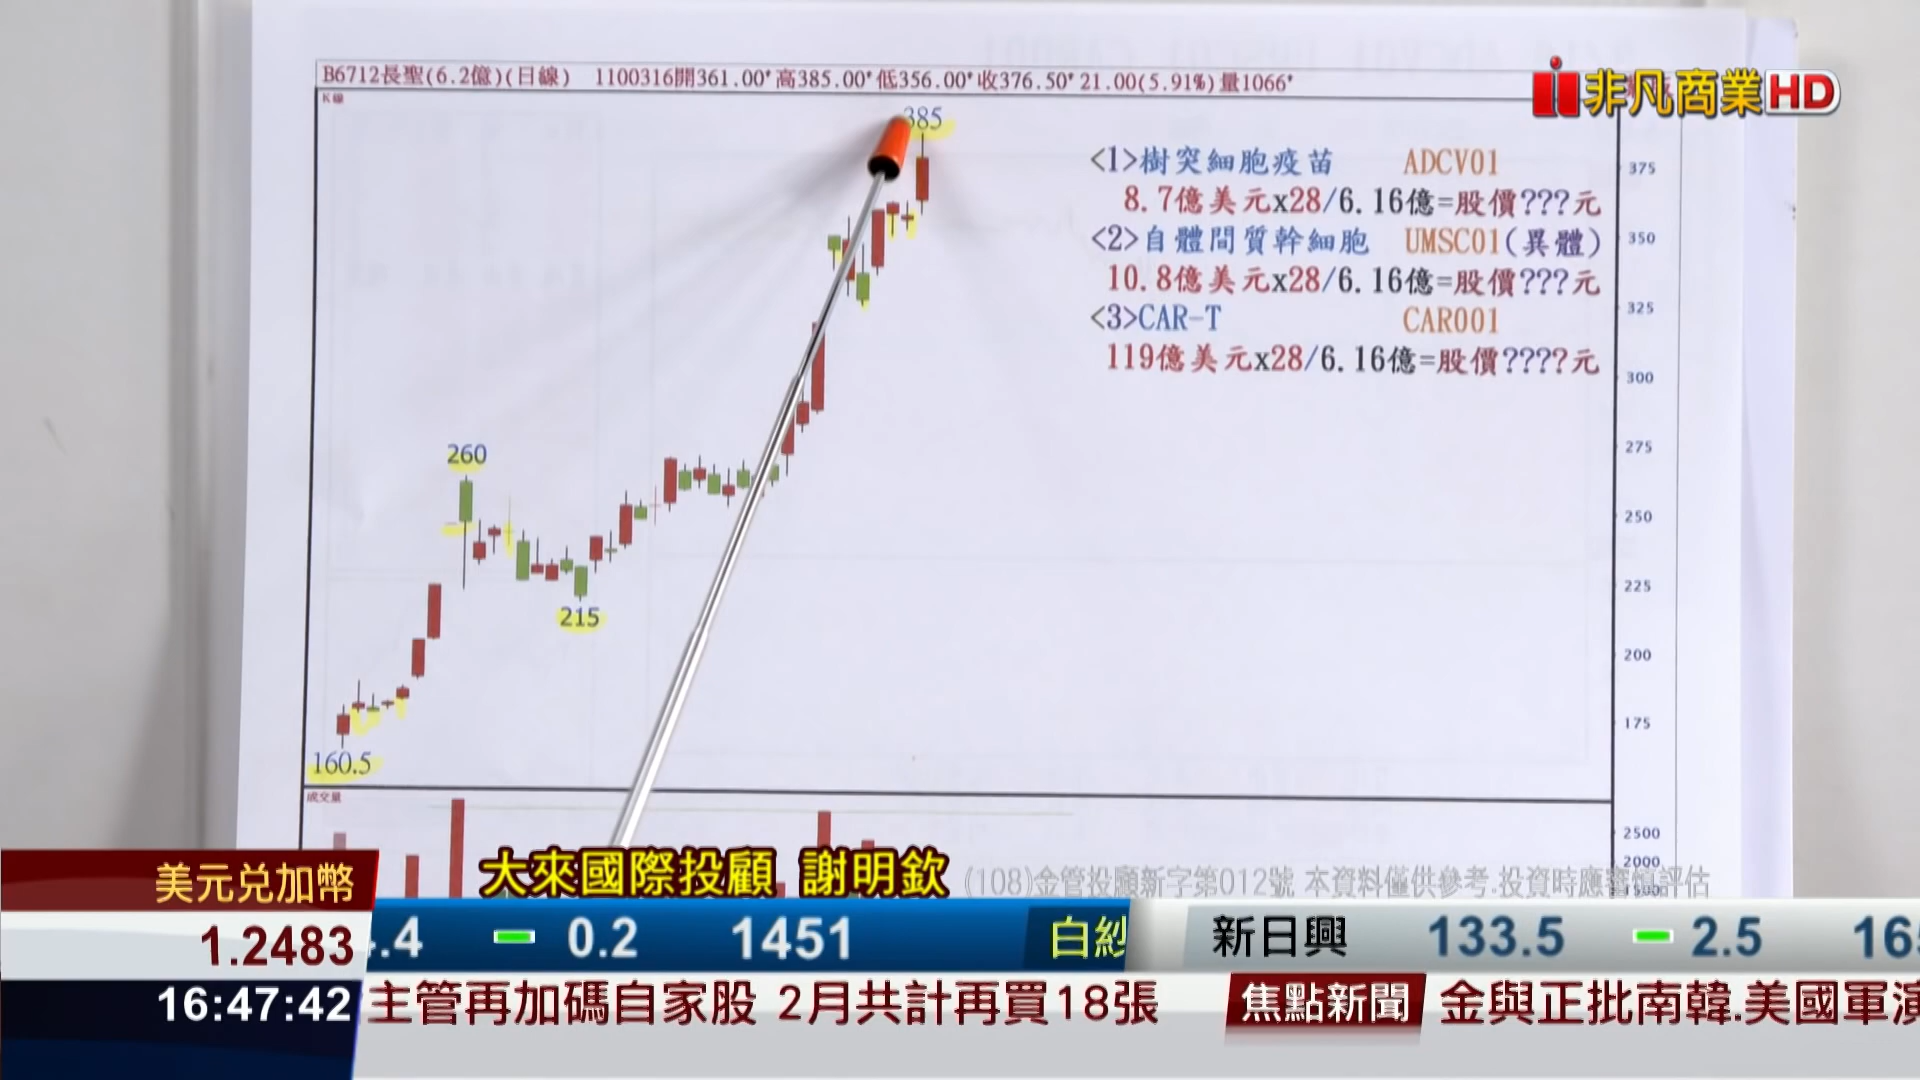 B6712長聖(6.2億)(日線) 1100316開361.00' 高385.00' 低356.00' 收376.50' 21.00(5.91%)量1066'
非凡商業HD
K線
385
<1>樹突細胞疫苗 ADCV01
8.7億美元x28/6.16億=股價???元
<2>自體間質幹細胞 UMSC01(異體)
10.8億美元x28/6.16億=股價???元
<3>CAR-T CAR001
119億美元x28/6.16億=股價????元
375
350
325
300
275
250
225
200
175
260
215
160.5
成交量
2500
2000
美元兌加幣
1.2483
16:47:42
大來國際投顧 謝明欽
(108)金管投顧新字第012號 本資料僅供參考.投資時應審慎評估
.4 0.2 1451 白紗
新日興 133.5 2.5 165
主管再加碼自家股 2月共計再買18張
焦點新聞 金與正批南韓.美國軍演